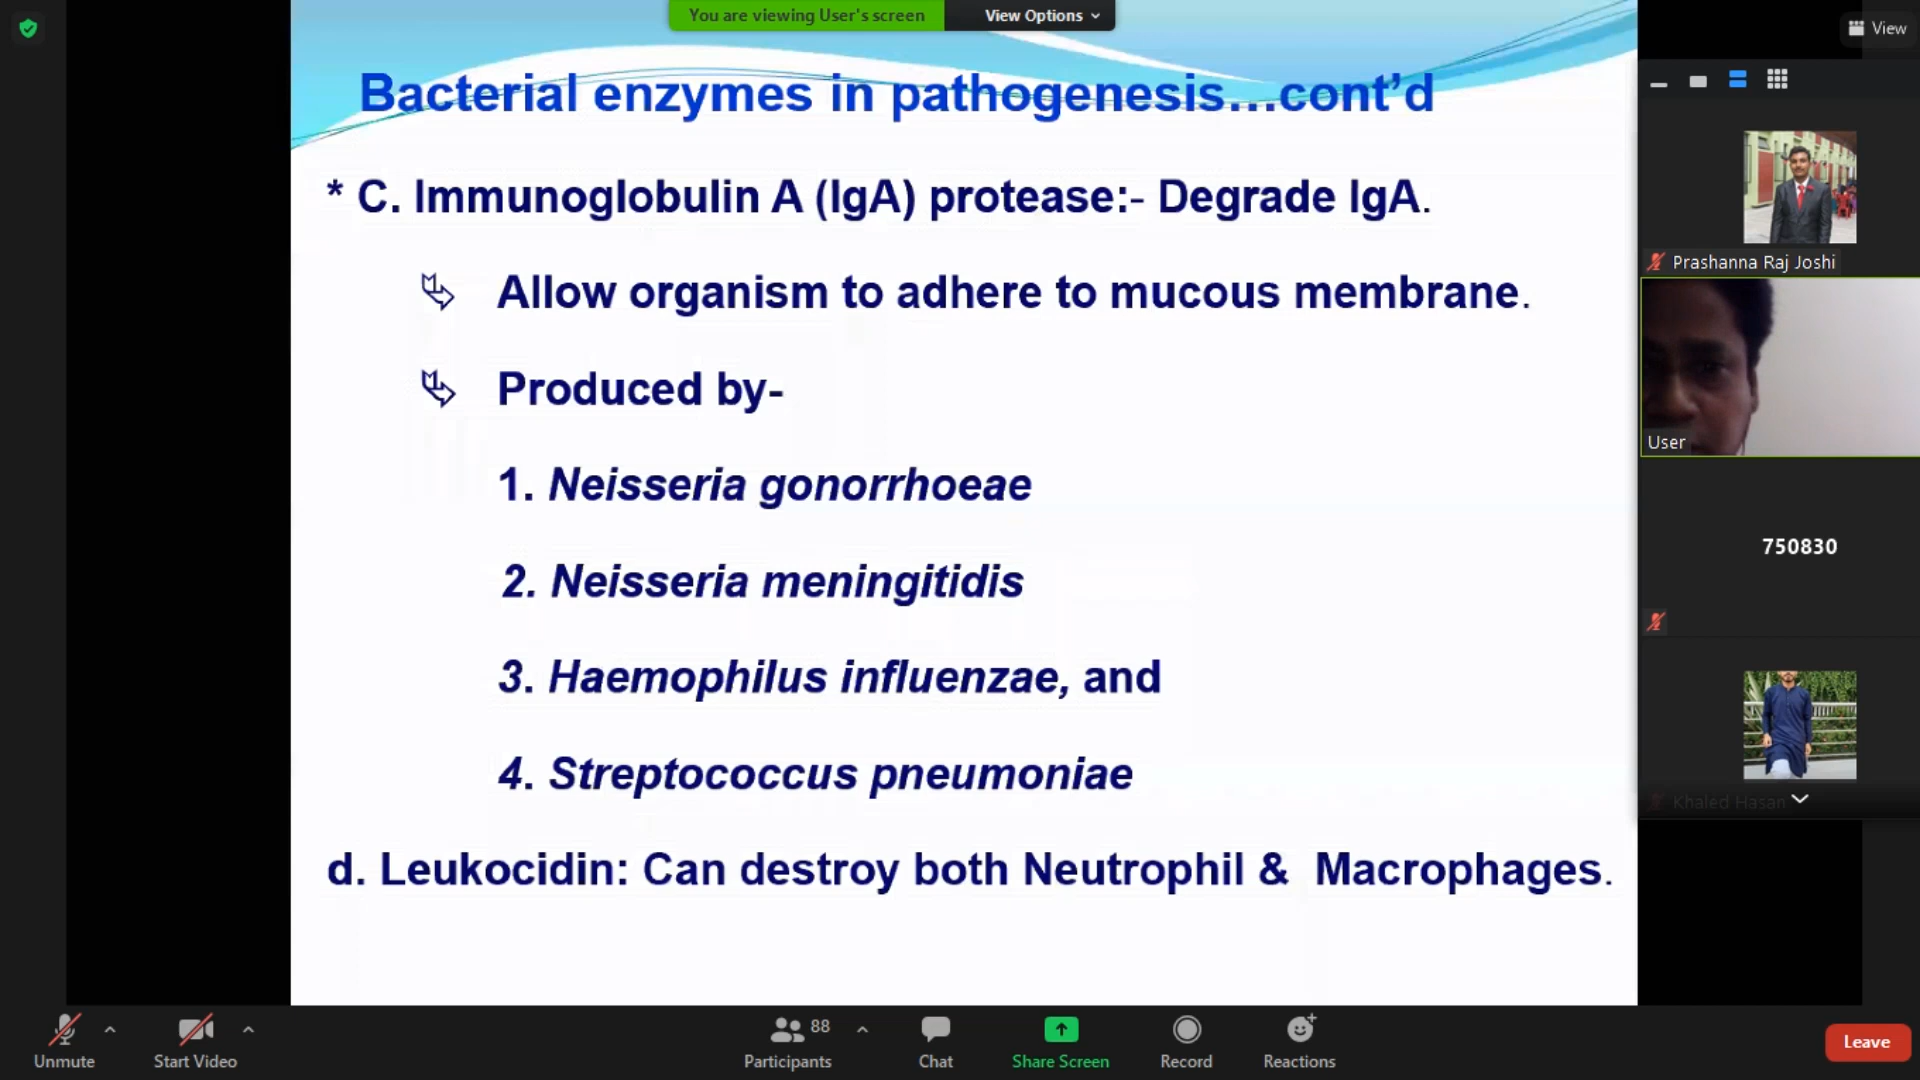 You are viewing User's screen
View Options
View
Bacterial enzymes in pathogenesis...cont'd
* C. Immunoglobulin A (IgA) protease:- Degrade IgA.
Allow organism to adhere to mucous membrane.
Produced by-
1. Neisseria gonorrhoeae
2. Neisseria meningitidis
3. Haemophilus influenzae, and
4. Streptococcus pneumoniae
d. Leukocidin: Can destroy both Neutrophil & Macrophages.
Prashanna Raj Joshi
User
750830
Khaled Hasan
Unmute
Start Video
88
Participants
Chat
Share Screen
Record
Reactions
Leave